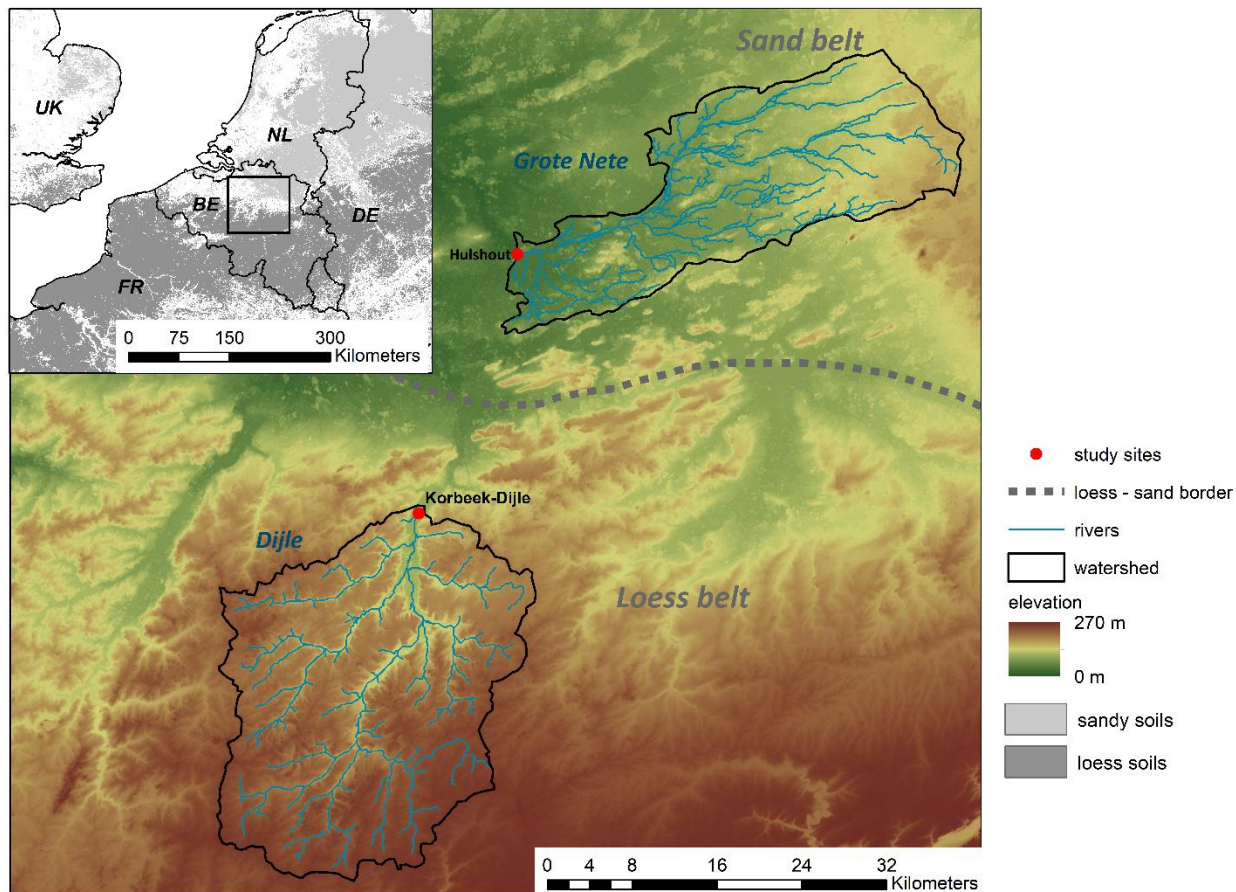 UK
NL
BE
DE
FR
0 75 150 300
Kilometers
Sand belt
Grote Nete
Hulshout
Korbeek-Dijle
Dijle
Loess belt
0 4 8 16 24 32
Kilometers
study sites
loess - sand border
rivers
watershed
elevation
270 m
0 m
sandy soils
loess soils